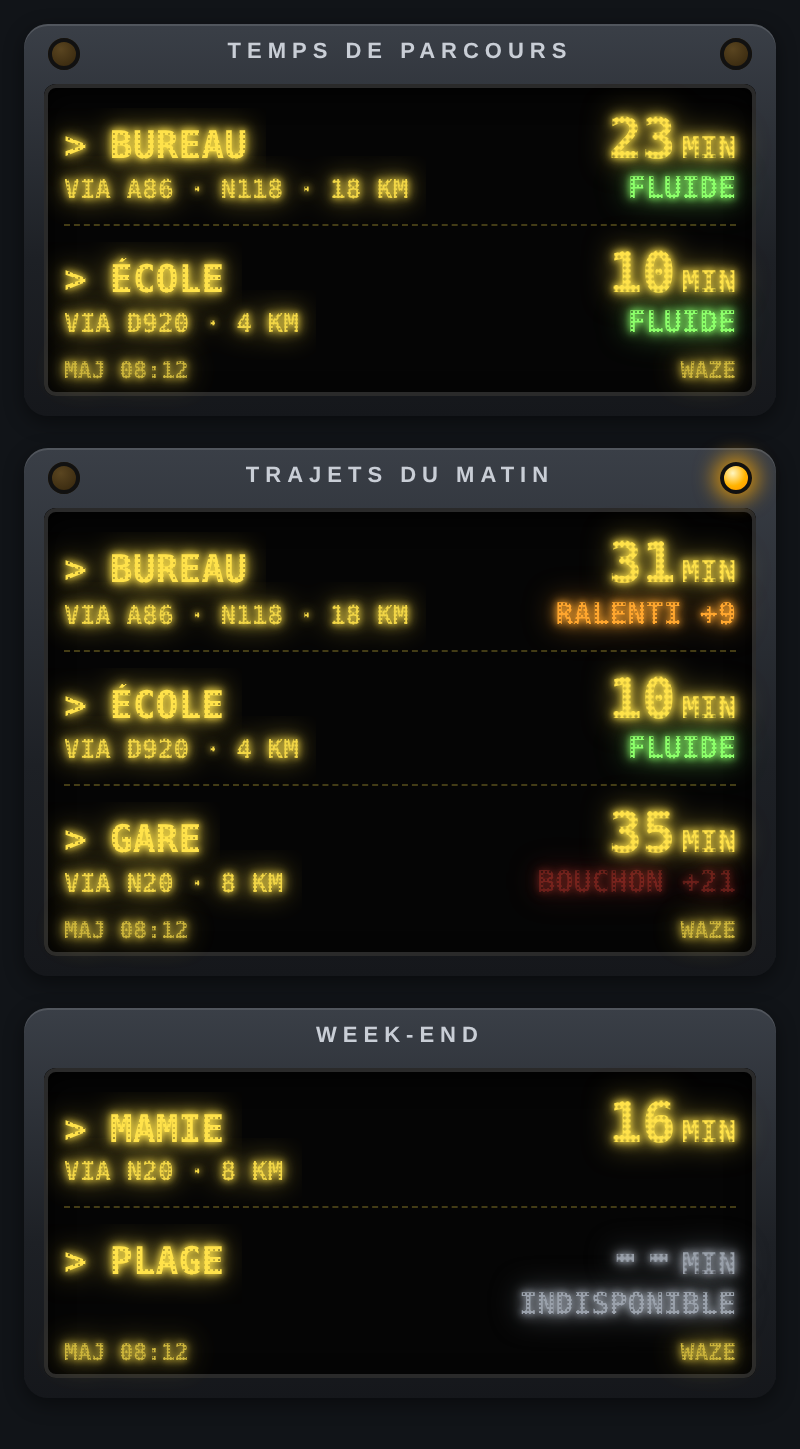 TEMPS DE PARCOURS
> BUREAU 23 MIN
VIA A86 · N118 · 18 KM FLUIDE
> ÉCOLE 10 MIN
VIA D920 · 4 KM FLUIDE
MAJ 08:12 WAZE
TRAJETS DU MATIN
> BUREAU 31 MIN
VIA A86 · N118 · 18 KM RALENTI +9
> ÉCOLE 10 MIN
VIA D920 · 4 KM FLUIDE
> GARE 35 MIN
VIA N20 · 8 KM BOUCHON +21
MAJ 08:12 WAZE
WEEK-END
> MAMIE 16 MIN
VIA N20 · 8 KM
> PLAGE -- MIN
INDISPONIBLE
MAJ 08:12 WAZE